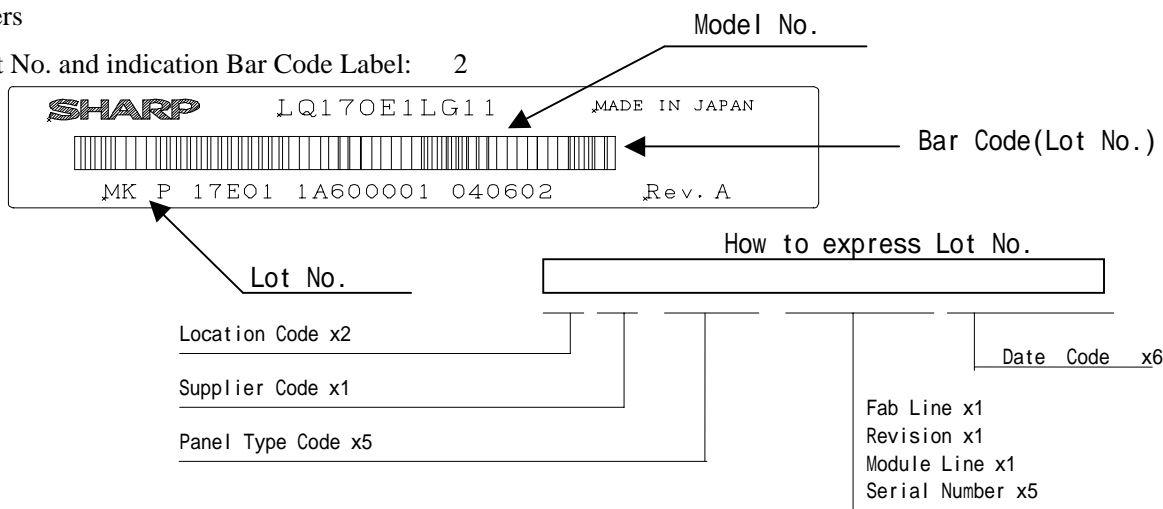 ers
Model No.
t No. and indication Bar Code Label: 2
SHARP LQ170E1LG11 MADE IN JAPAN
Bar Code(Lot No.)
MK P 17E01 1A600001 040602 Rev. A
How to express Lot No.
Lot No.
Location Code x2
Date Code x6
Supplier Code x1
Fab Line x1
Revision x1
Panel Type Code x5
Module Line x1
Serial Number x5